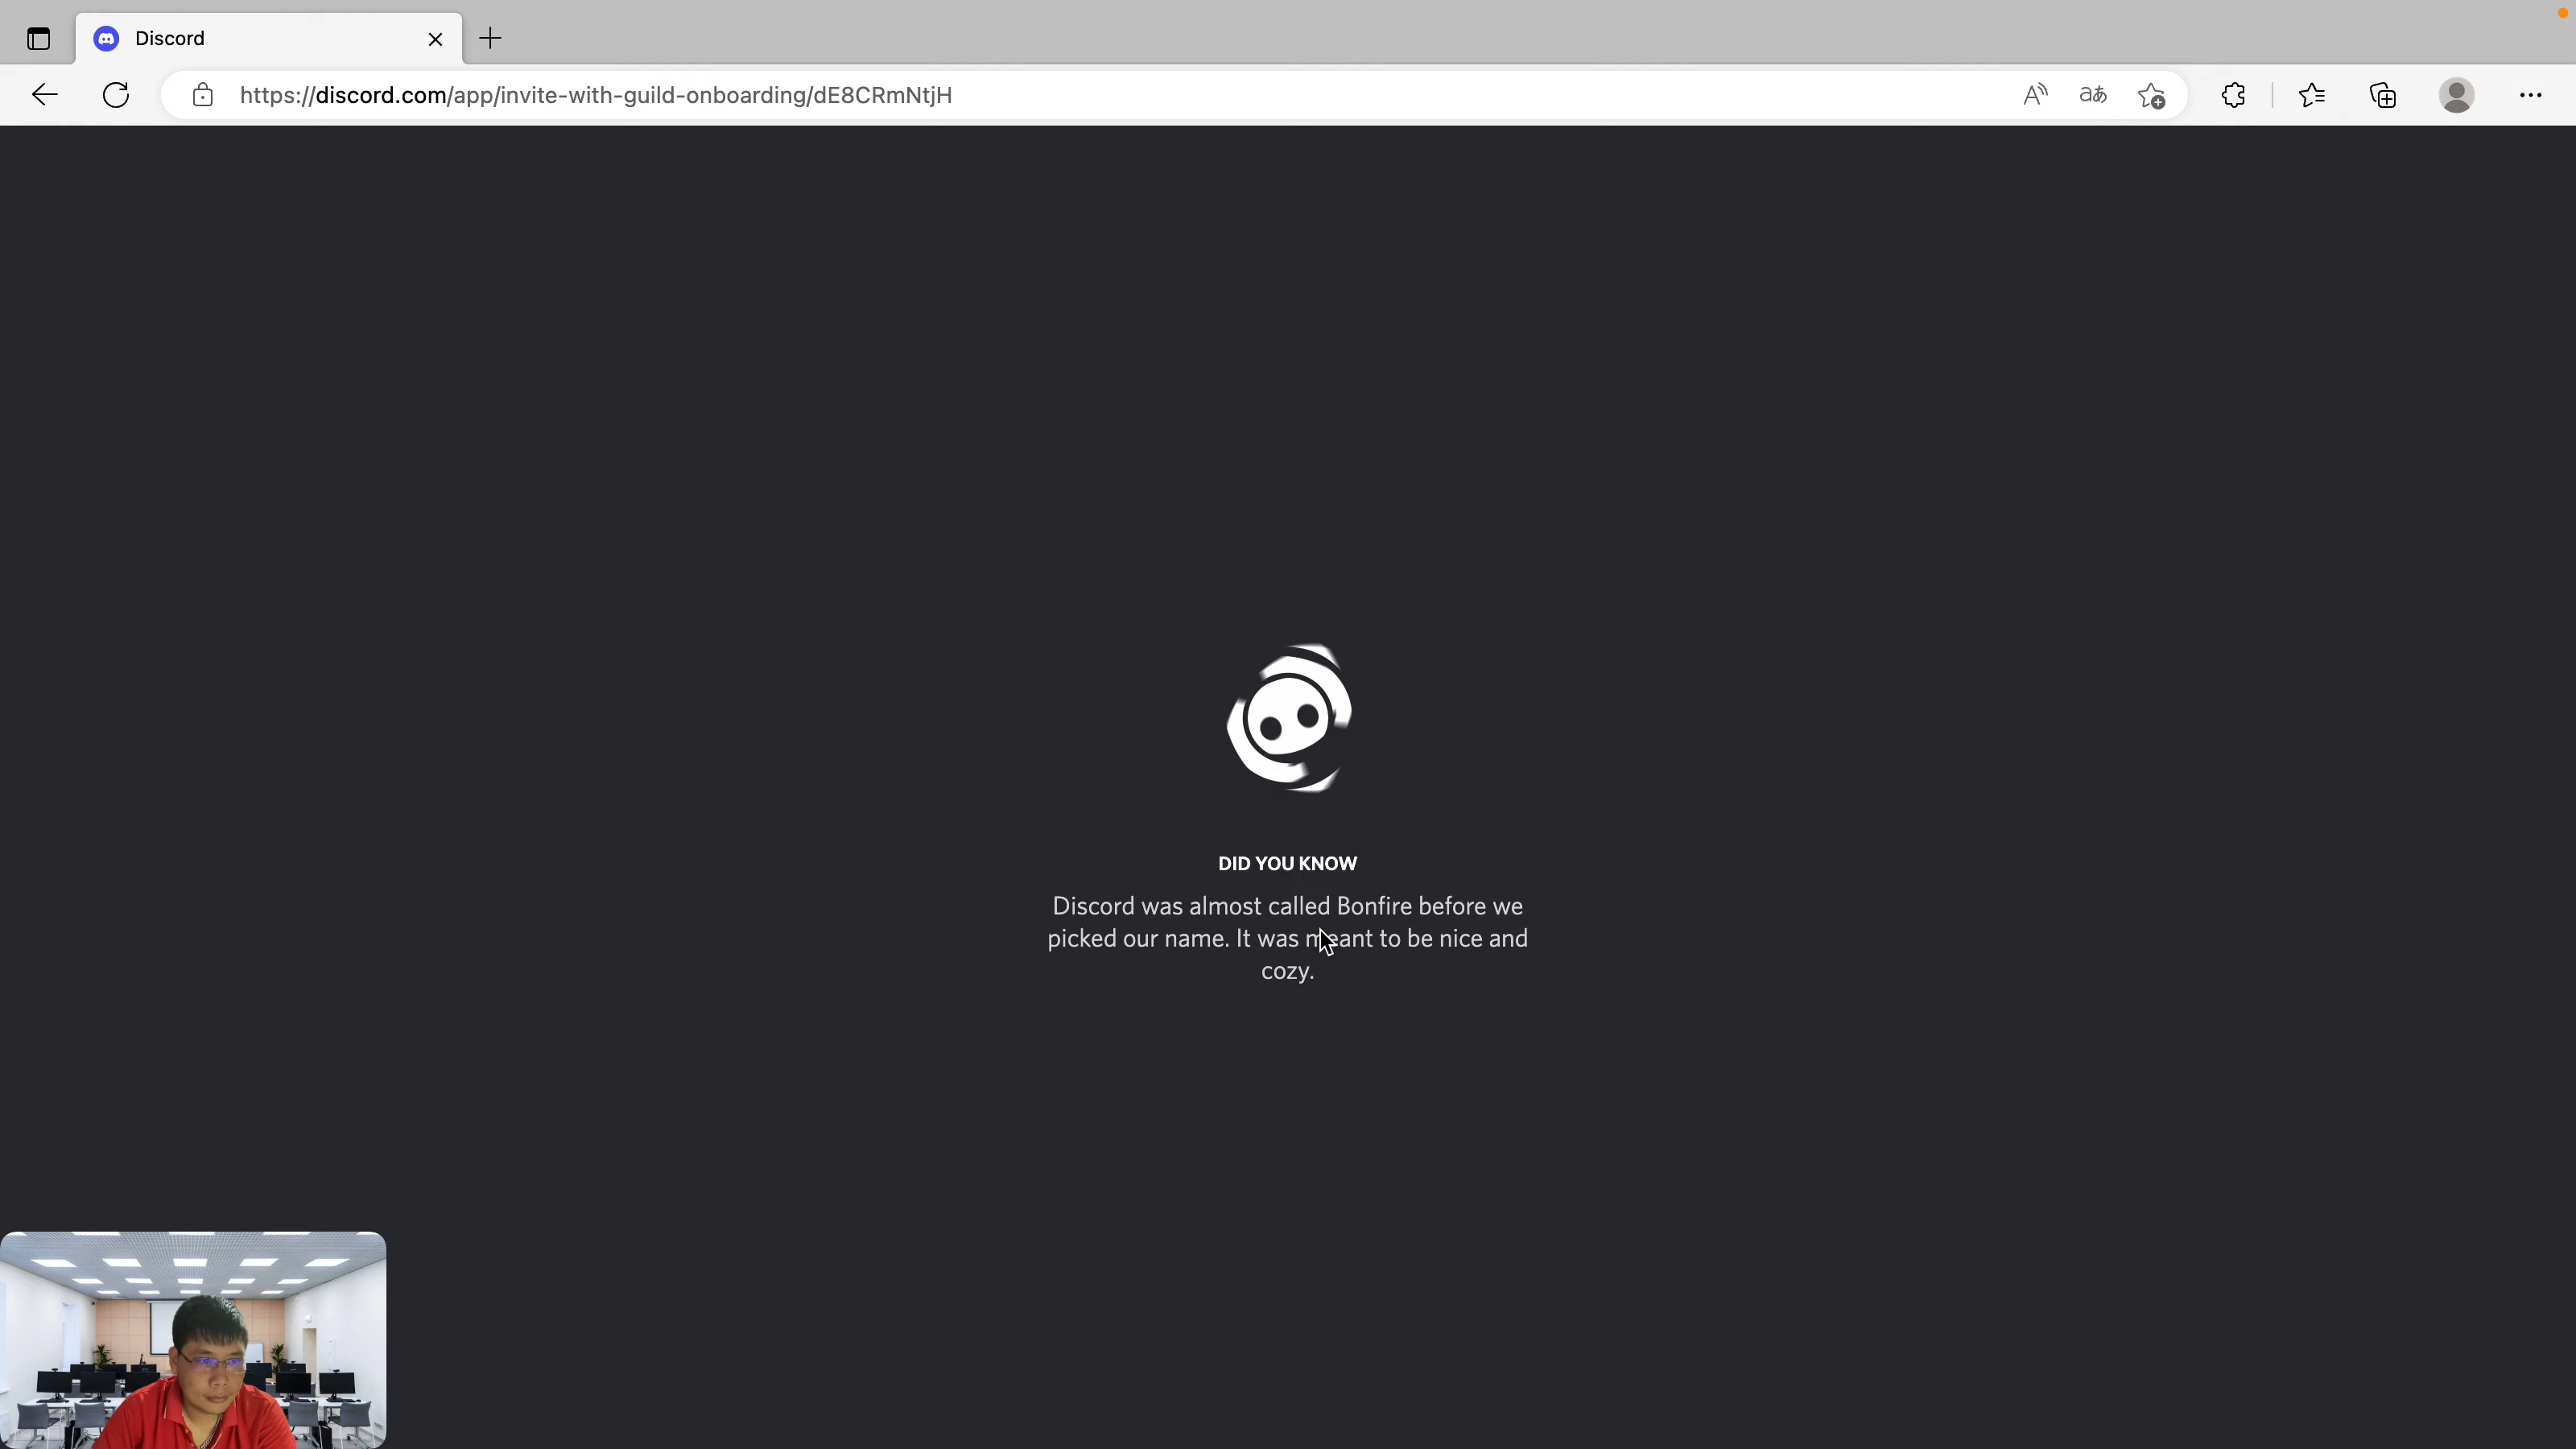 Discord
https://discord.com/app/invite-with-guild-onboarding/dE8CRmNtjH
DID YOU KNOW
Discord was almost called Bonfire before we
picked our name. It was meant to be nice and
cozy.